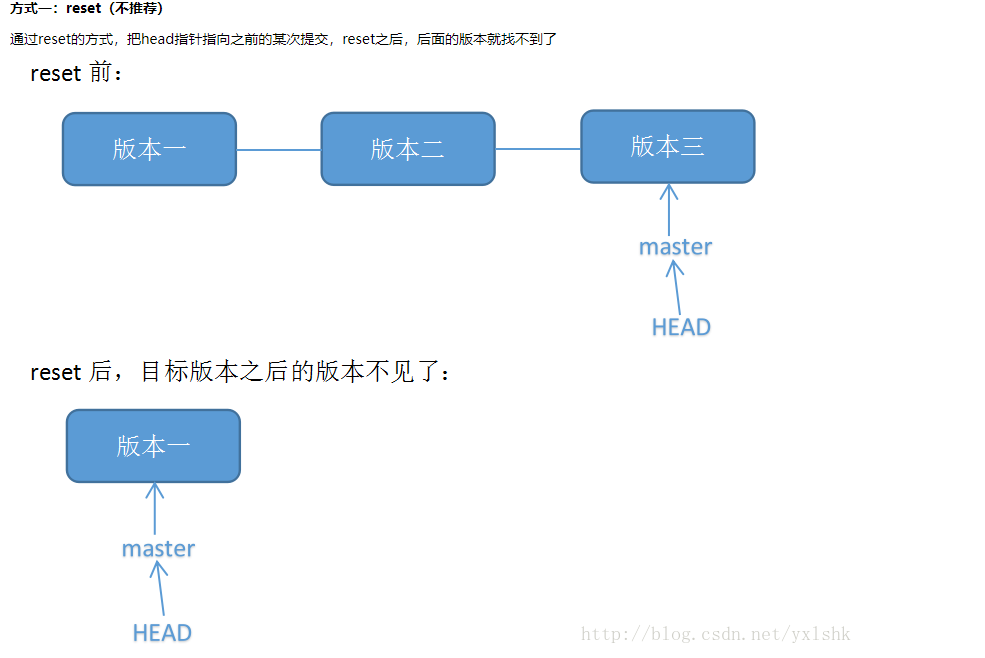 方式一：reset（不推荐）
通过reset的方式，把head指针指向之前的某次提交，reset之后，后面的版本就找不到了
reset 前：
版本一
版本二
版本三
master
HEAD
reset 后，目标版本之后的版本不见了：
版本一
master
HEAD
http://blog.csdn.net/yxlshk